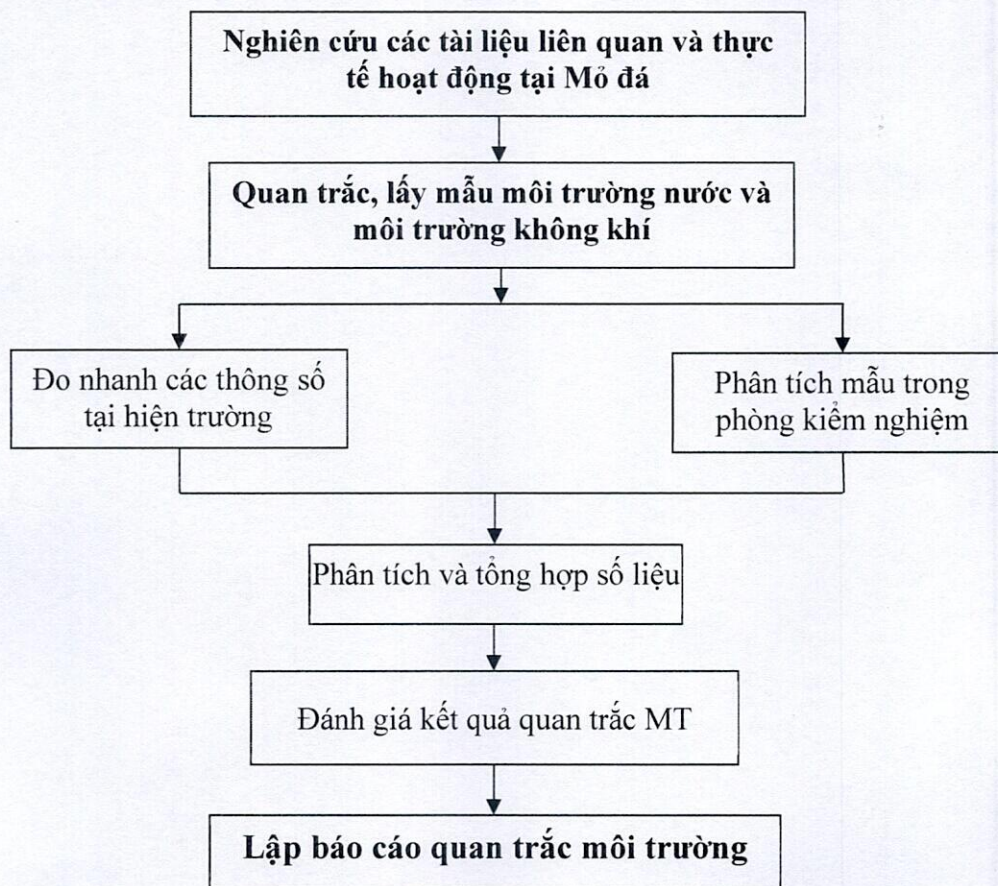 Nghiên cứu các tài liệu liên quan và thực
tế hoạt động tại Mỏ đá
Quan trắc, lấy mẫu môi trường nước và
môi trường không khí
Đo nhanh các thông số
tại hiện trường
Phân tích mẫu trong
phòng kiểm nghiệm
Phân tích và tổng hợp số liệu
Đánh giá kết quả quan trắc MT
Lập báo cáo quan trắc môi trường